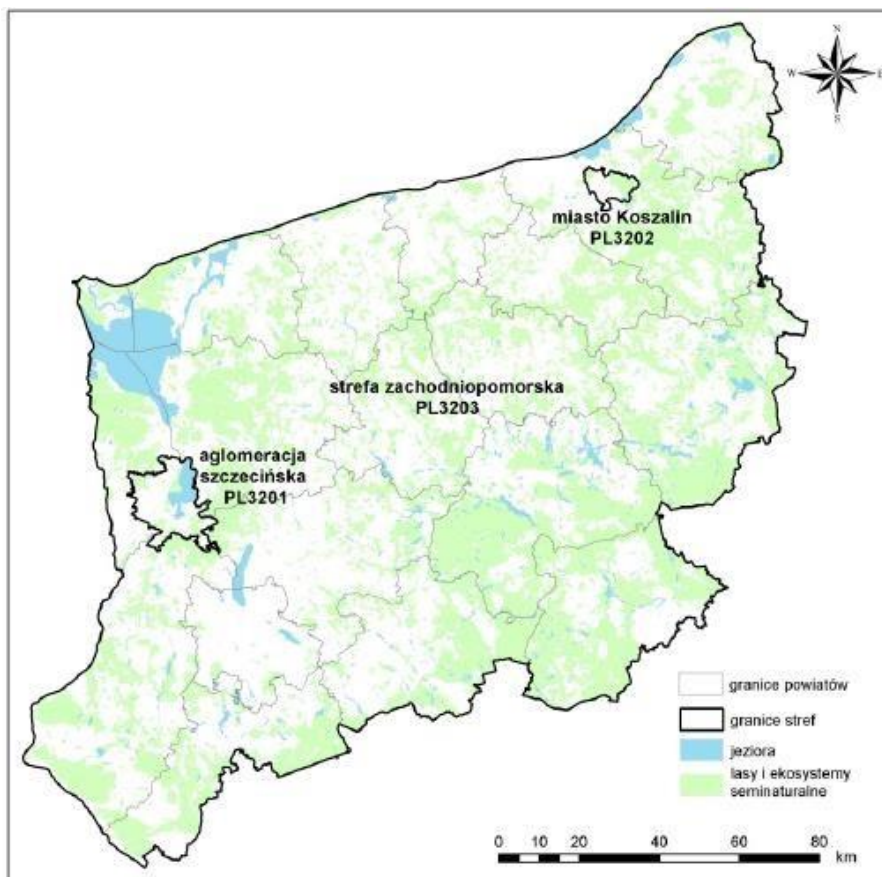 N
W
E
S
miasto Koszalin
PL3202
strefa zachodniopomorska
PL3203
aglomeracja
szczecińska
PL3201
granice powiatów
granice stref
jeziora
lasy i ekosystemy
seminaturalne
0 10 20 40 60 80
km